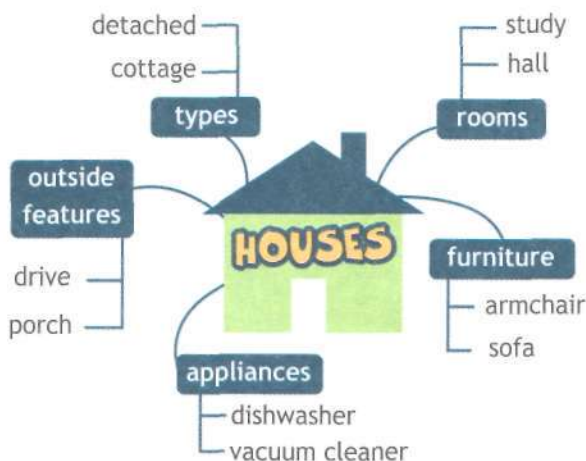 detached
cottage
types
study
hall
rooms
outside
features
drive
porch
HOUSES
furniture
armchair
sofa
appliances
dishwasher
vacuum cleaner